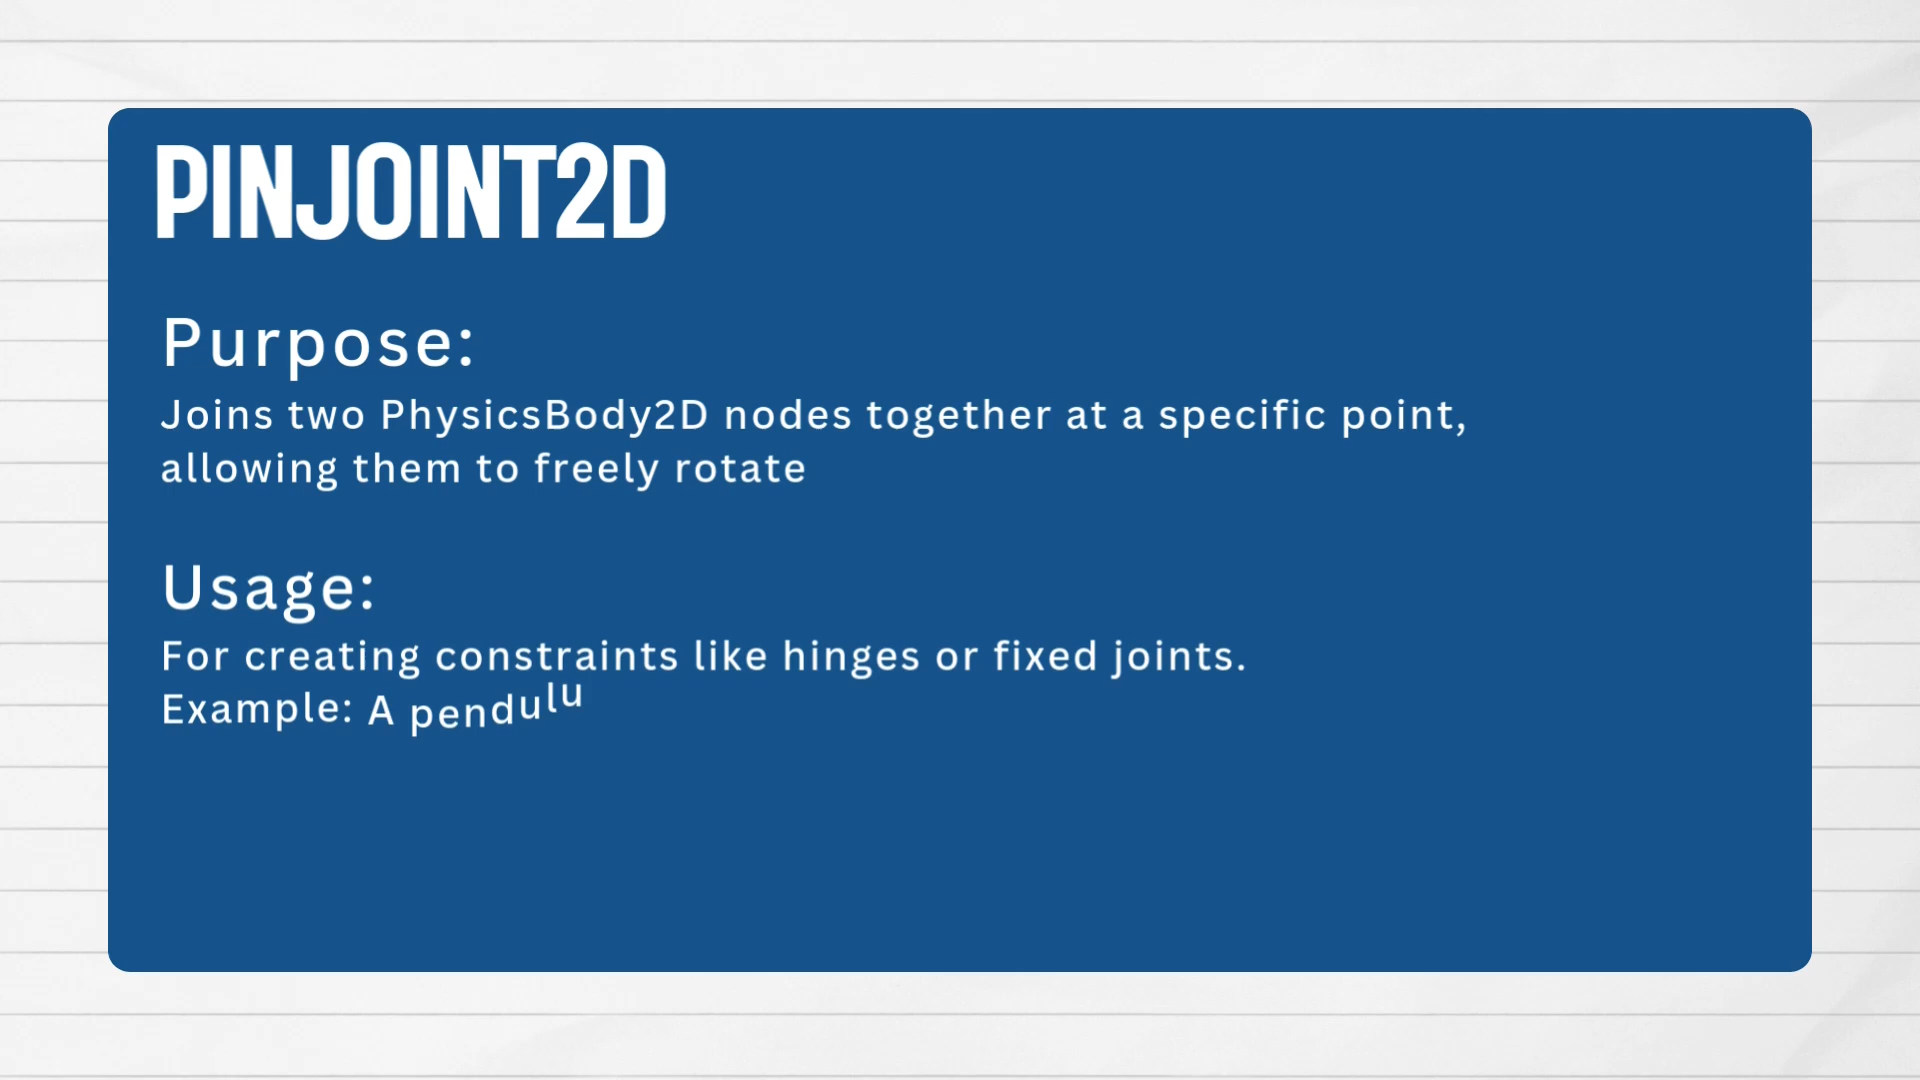 PINJOINT2D
Purpose:
Joins two PhysicsBody2D nodes together at a specific point,
allowing them to freely rotate
Usage:
For creating constraints like hinges or fixed joints.
Example: A pendulu